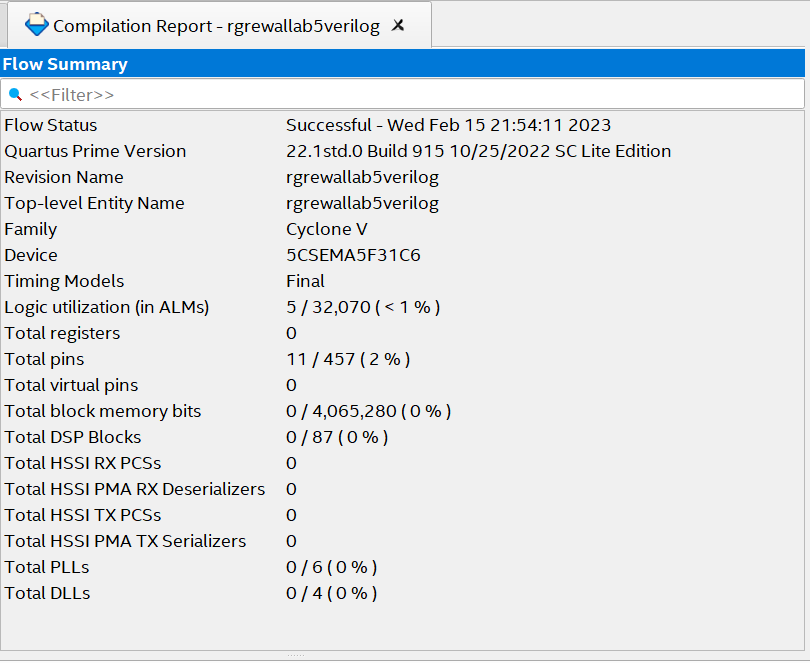 Compilation Report - rgrewallab5verilog
Flow Summary
<<Filter>>
Flow Status Successful - Wed Feb 15 21:54:11 2023
Quartus Prime Version 22.1std.0 Build 915 10/25/2022 SC Lite Edition
Revision Name rgrewallab5verilog
Top-level Entity Name rgrewallab5verilog
Family Cyclone V
Device 5CSEMA5F31C6
Timing Models Final
Logic utilization (in ALMs) 5 / 32,070 ( < 1 % )
Total registers 0
Total pins 11 / 457 ( 2 % )
Total virtual pins 0
Total block memory bits 0 / 4,065,280 ( 0 % )
Total DSP Blocks 0 / 87 ( 0 % )
Total HSSI RX PCSs 0
Total HSSI PMA RX Deserializers 0
Total HSSI TX PCSs 0
Total HSSI PMA TX Serializers 0
Total PLLs 0 / 6 ( 0 % )
Total DLLs 0 / 4 ( 0 % )